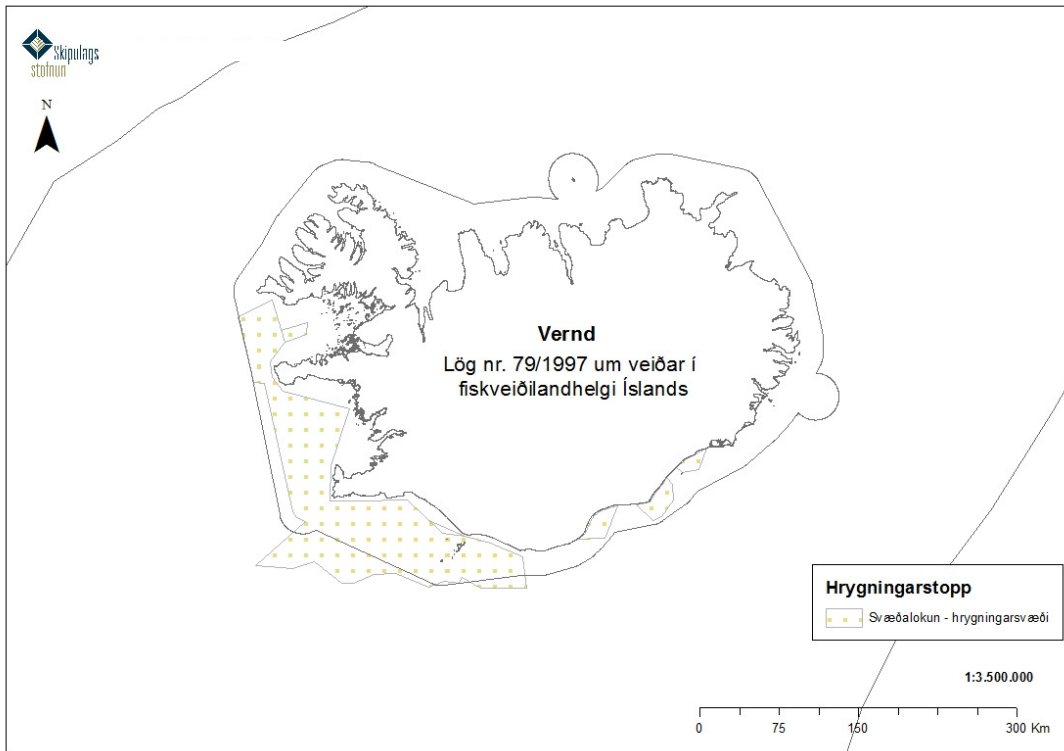 Skipulags
stofnun
N
Vernd
Lög nr. 79/1997 um veiðar í
fiskveiðilandhelgi Íslands
Hrygningarstopp
Svæðalokun - hrygningarsvæði
1:3.500.000
0 75 150 300 Km